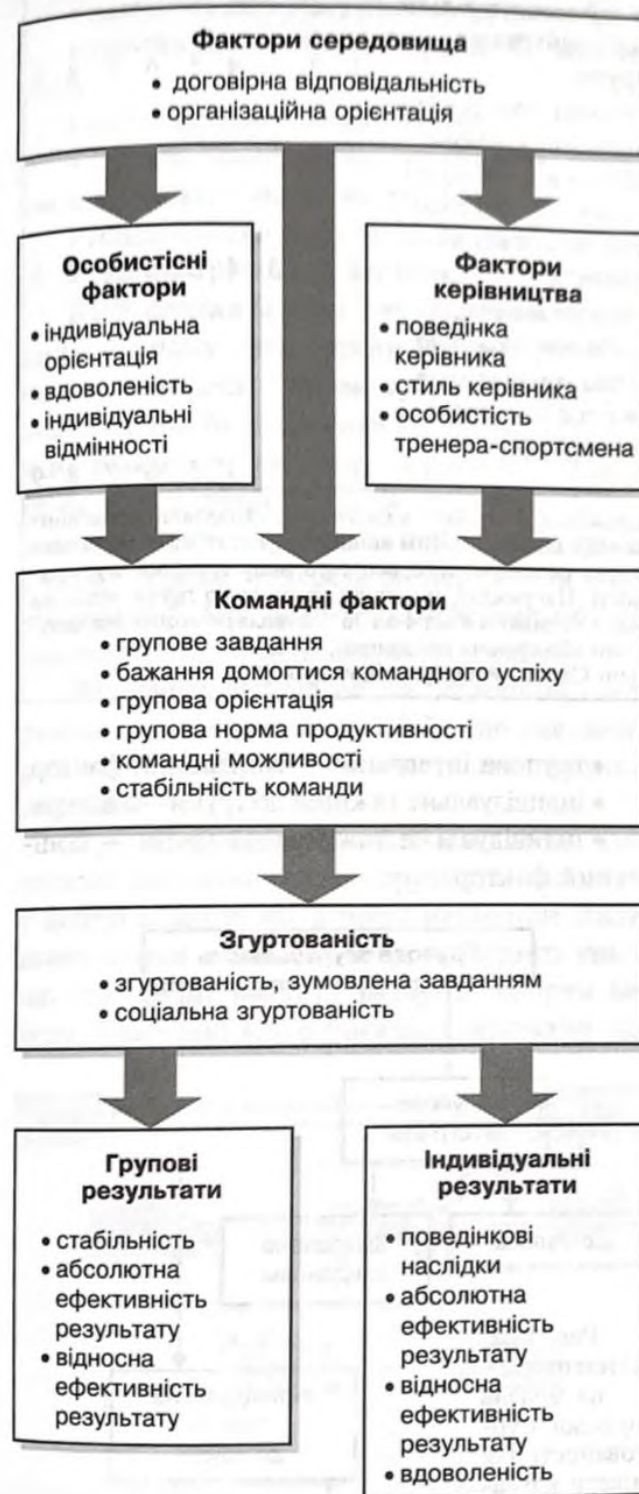 Фактори середовища
• договірна відповідальність
• організаційна орієнтація
Особистісні
фактори
• індивідуальна
орієнтація
• вдоволеність
• індивідуальні
відмінності
Фактори
керівництва
• поведінка
керівника
• стиль керівника
• особистість
тренера-спортсмена
Командні фактори
• групове завдання
• бажання домогтися командного успіху
• групова орієнтація
• групова норма продуктивності
• командні можливості
• стабільність команди
Згуртованість
• згуртованість, зумовлена завданням
• соціальна згуртованість
Групові
результати
• стабільність
• абсолютна
ефективність
результату
• відносна
ефективність
результату
Індивідуальні
результати
• поведінкові
наслідки
• абсолютна
ефективність
результату
• відносна
ефективність
результату
• вдоволеність